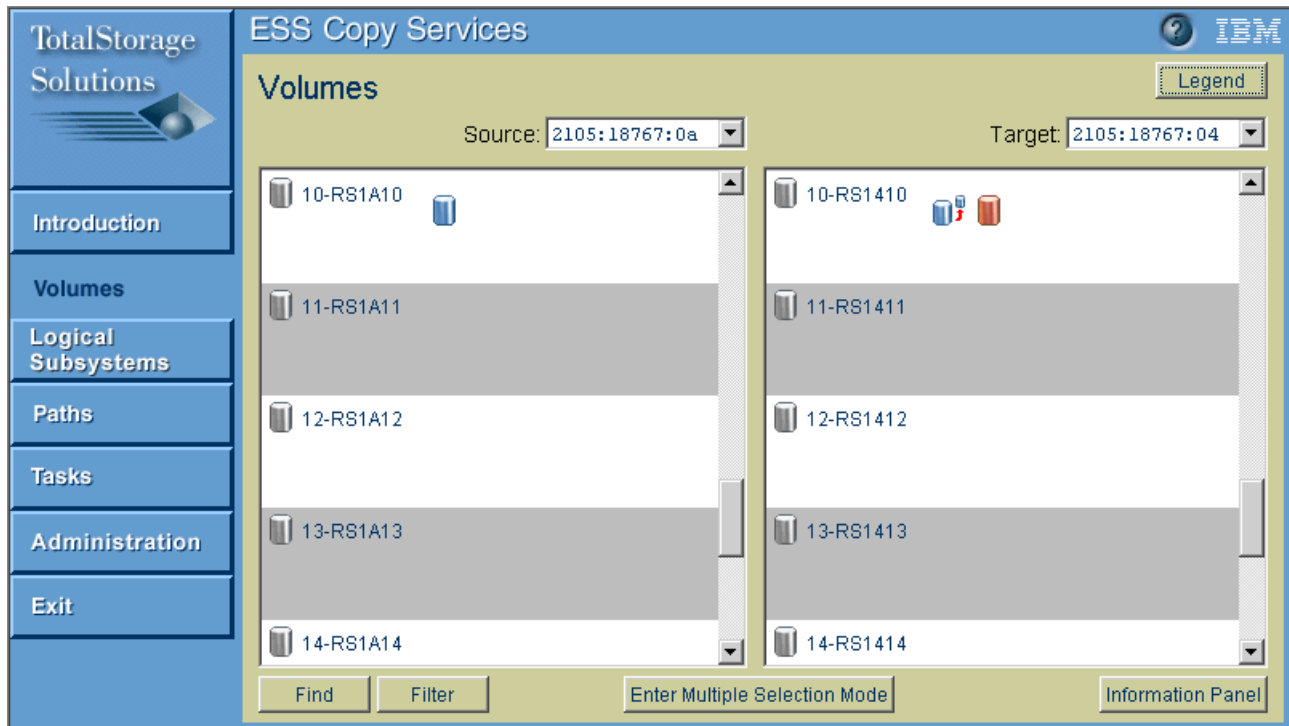 TotalStorage
Solutions
ESS Copy Services
?
IBM
Volumes
Legend
Source: 2105:18767:0a
Target: 2105:18767:04
Introduction
Volumes
Logical
Subsystems
Paths
Tasks
Administration
Exit
10-RS1A10
11-RS1A11
12-RS1A12
13-RS1A13
14-RS1A14
10-RS1410
11-RS1411
12-RS1412
13-RS1413
14-RS1414
Find
Filter
Enter Multiple Selection Mode
Information Panel